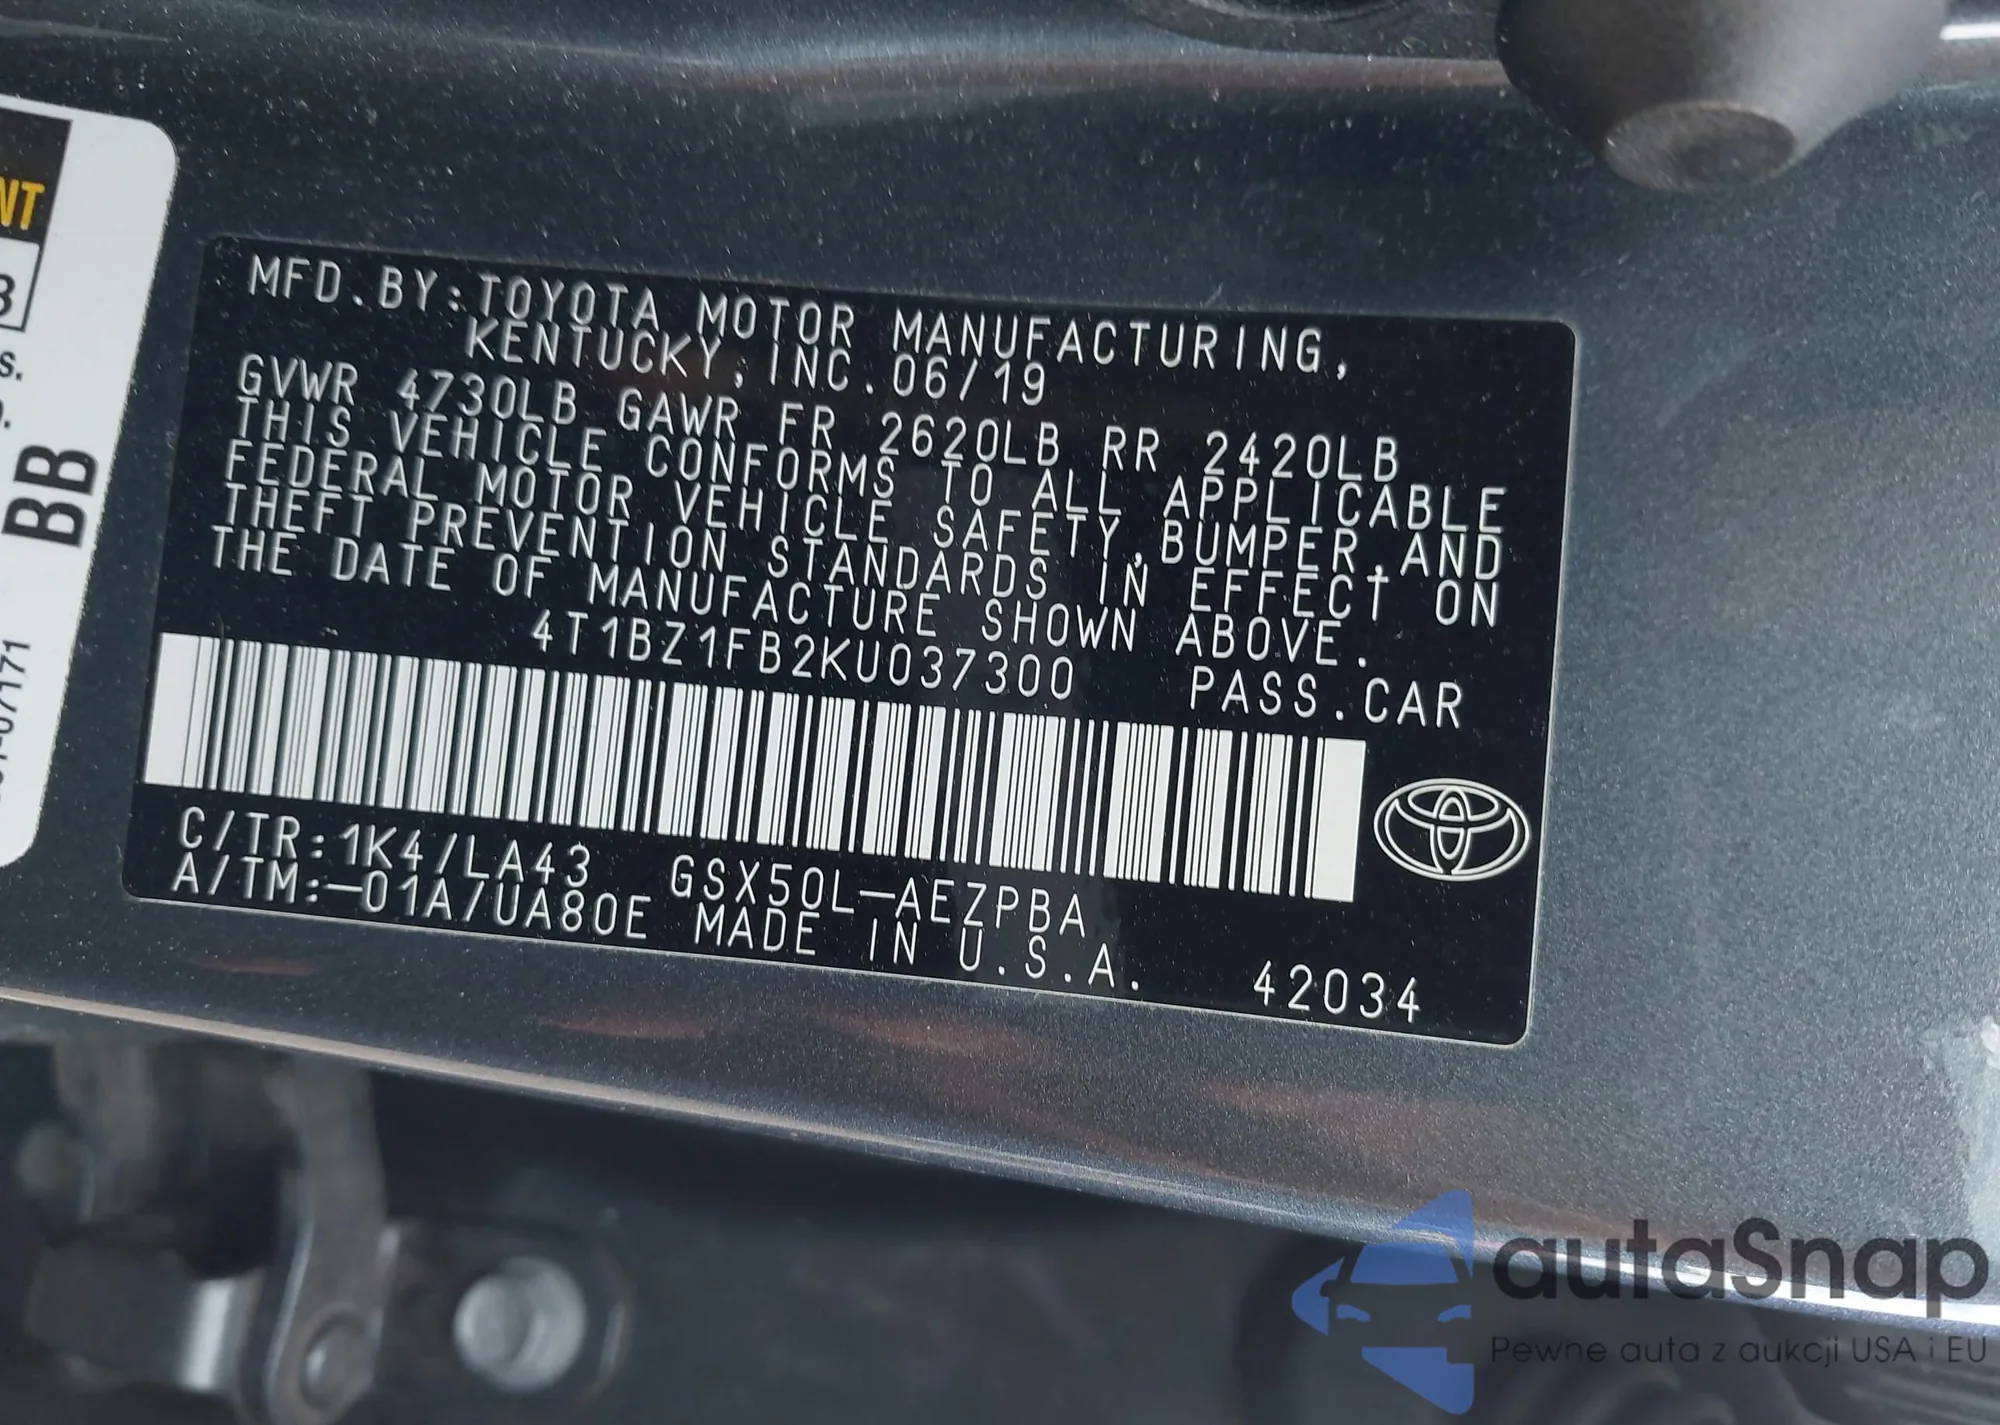 NT
3
s.
BB
MFD.BY:TOYOTA MOTOR MANUFACTURING,
KENTUCKY,INC.06/19
GVWR 4730LB GAWR FR 2620LB RR 2420LB
THIS VEHICLE CONFORMS TO ALL APPLICABLE
FEDERAL MOTOR VEHICLE SAFETY,BUMPER,AND
THEFT PREVENTION STANDARDS IN EFFECT ON
THE DATE OF MANUFACTURE SHOWN ABOVE.
4T1BZ1FB2KU037300 PASS.CAR
C/TR:1K4/LA43 GSX50L-AEZPBA
A/TM:-01A/UA80E MADE IN U.S.A. 42034
autaSnap
Pewne auta z aukcji USA i EU